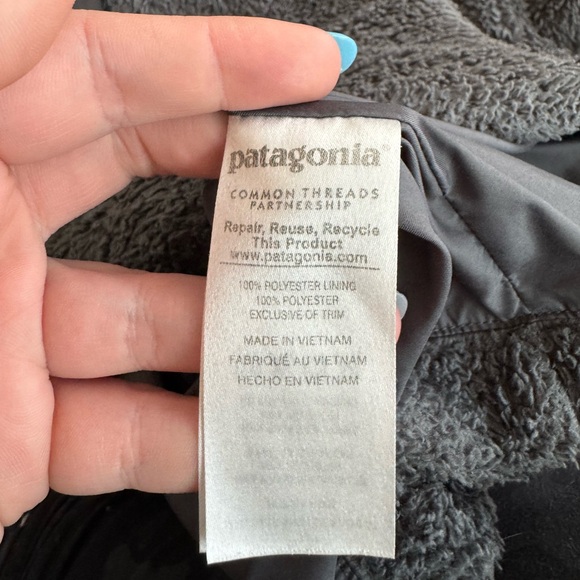 patagonia®
COMMON THREADS
PARTNERSHIP
Repair, Reuse, Recycle
This Product
www.patagonia.com
100% POLYESTER LINING
100% POLYESTER
EXCLUSIVE OF TRIM
MADE IN VIETNAM
FABRIQUÉ AU VIETNAM
HECHO EN VIETNAM